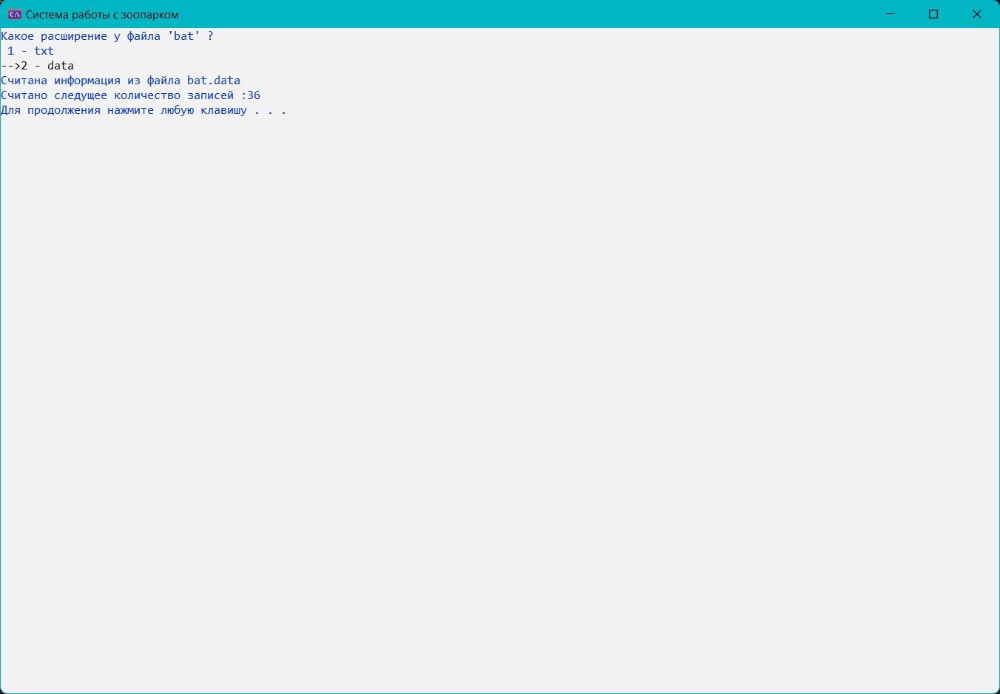 Система работы с зоопарком
Какое расширение у файла 'bat' ?
 1 - txt
-->2 - data
Считана информация из файла bat.data
Считано следущее количество записей :36
Для продолжения нажмите любую клавишу . . .